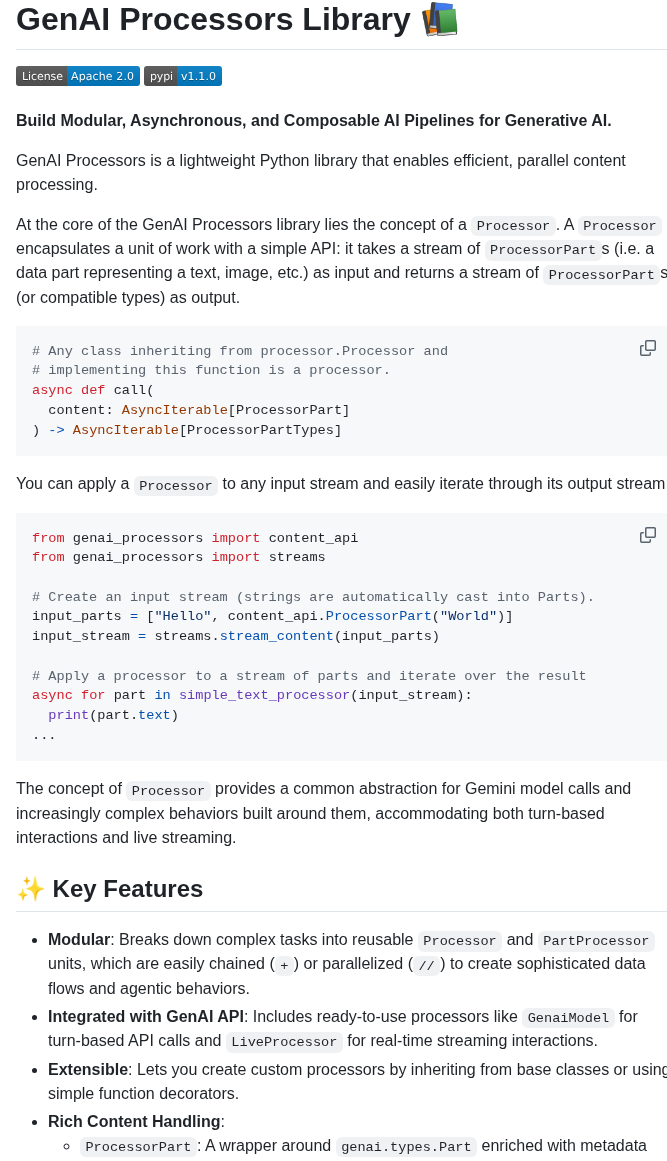 GenAI Processors Library 📚
License Apache 2.0 pypi v1.1.0
Build Modular, Asynchronous, and Composable AI Pipelines for Generative AI.
GenAI Processors is a lightweight Python library that enables efficient, parallel content
processing.
At the core of the GenAI Processors library lies the concept of a Processor. A Processor
encapsulates a unit of work with a simple API: it takes a stream of ProcessorParts (i.e. a
data part representing a text, image, etc.) as input and returns a stream of ProcessorParts
(or compatible types) as output.
# Any class inheriting from processor.Processor and
# implementing this function is a processor.
async def call(
  content: AsyncIterable[ProcessorPart]
) -> AsyncIterable[ProcessorPartTypes]
You can apply a Processor to any input stream and easily iterate through its output stream
from genai_processors import content_api
from genai_processors import streams

# Create an input stream (strings are automatically cast into Parts).
input_parts = ["Hello", content_api.ProcessorPart("World")]
input_stream = streams.stream_content(input_parts)

# Apply a processor to a stream of parts and iterate over the result
async for part in simple_text_processor(input_stream):
  print(part.text)
...
The concept of Processor provides a common abstraction for Gemini model calls and
increasingly complex behaviors built around them, accommodating both turn-based
interactions and live streaming.
✨ Key Features
• Modular: Breaks down complex tasks into reusable Processor and PartProcessor
units, which are easily chained (+) or parallelized (//) to create sophisticated data
flows and agentic behaviors.
• Integrated with GenAI API: Includes ready-to-use processors like GenaiModel for
turn-based API calls and LiveProcessor for real-time streaming interactions.
• Extensible: Lets you create custom processors by inheriting from base classes or using
simple function decorators.
• Rich Content Handling:
◦ ProcessorPart: A wrapper around genai.types.Part enriched with metadata